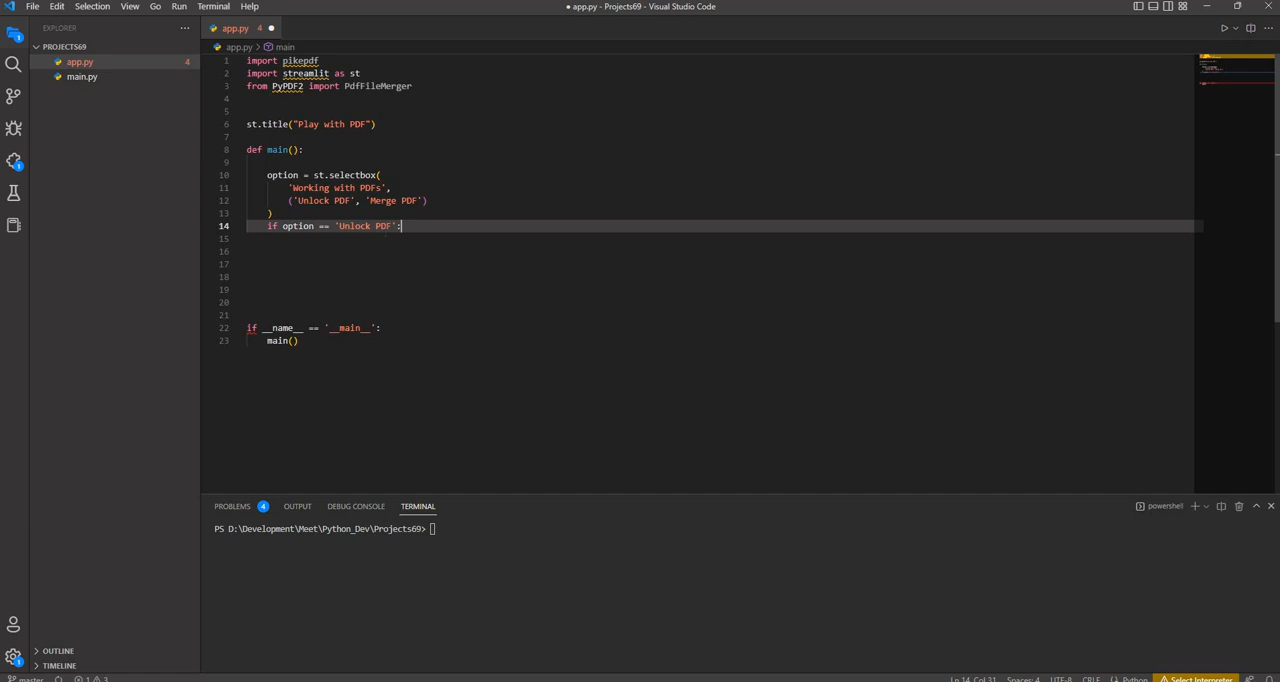 File Edit Selection View Go Run Terminal Help
● app.py - Projects69 - Visual Studio Code
EXPLORER
PROJECTS69
app.py 4
main.py
OUTLINE
TIMELINE
app.py 4
app.py > main
1 import pikepdf
2 import streamlit as st
3 from PyPDF2 import PdfFileMerger
4
5
6 st.title("Play with PDF")
7
8 def main():
9
10 option = st.selectbox(
11 'Working with PDFs',
12 ('Unlock PDF', 'Merge PDF')
13 )
14 if option == 'Unlock PDF':
15
16
17
18
19
20
21
22 if __name__ == '__main__':
23 main()
PROBLEMS 4 OUTPUT DEBUG CONSOLE TERMINAL
powershell
PS D:\Development\Meet\Python_Dev\Projects69>
master 1 3
Ln 14, Col 31 Spaces: 4 UTF-8 CRLF Python Select Interpreter